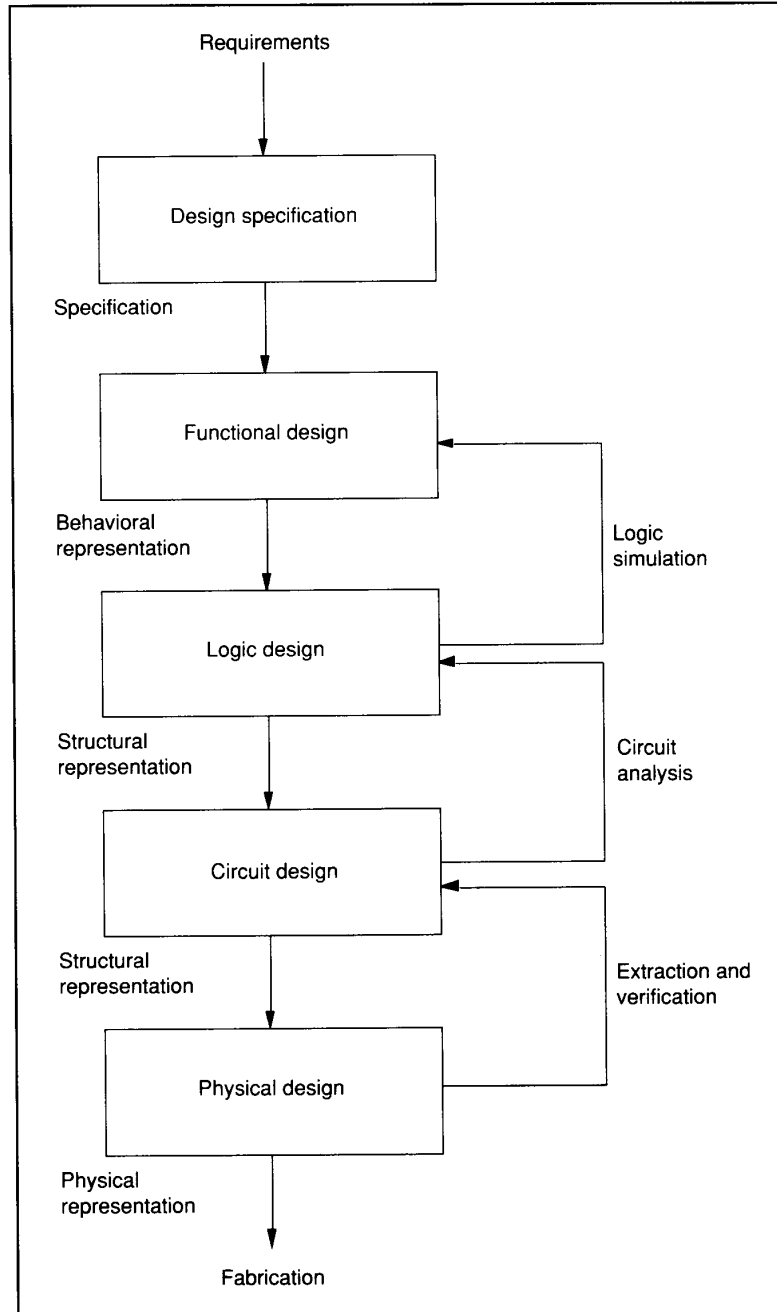 Requirements
Design specification
Specification
Functional design
Behavioral
representation
Logic
simulation
Logic design
Structural
representation
Circuit
analysis
Circuit design
Structural
representation
Extraction and
verification
Physical design
Physical
representation
Fabrication